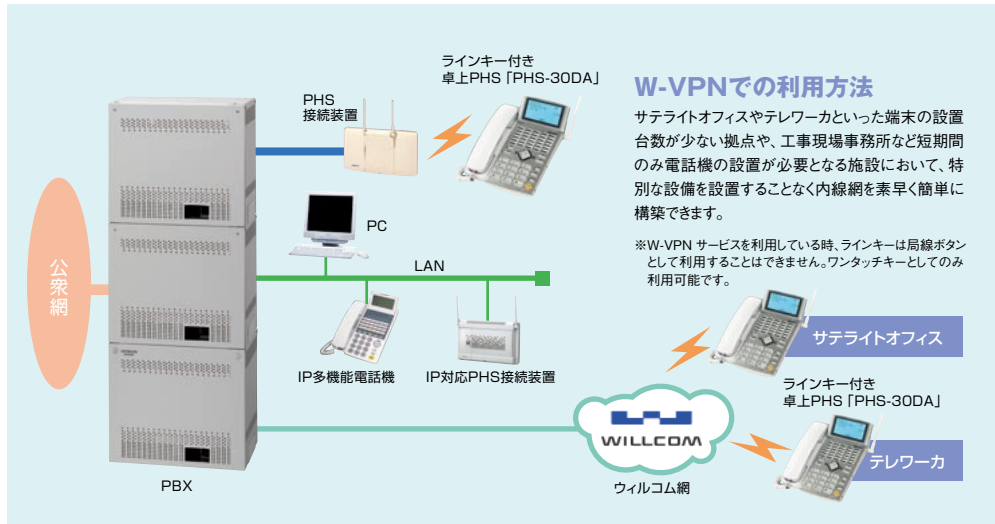 ラインキー付き
卓上PHS「PHS-30DA」
PHS
接続装置
W-VPNでの利用方法
サテライトオフィスやテレワーカといった端末の設置
台数が少ない拠点や、工事現場事務所など短期間
のみ電話機の設置が必要となる施設において、特
別な設備を設置することなく内線網を素早く簡単に
構築できます。
※W-VPN サービスを利用している時、ラインキーは局線ボタン
として利用することはできません。ワンタッチキーとしてのみ
利用可能です。
公衆網
PC
LAN
IP多機能電話機
IP対応PHS接続装置
サテライトオフィス
ラインキー付き
卓上PHS「PHS-30DA」
WILLCOM
テレワーカ
ウィルコム網
PBX